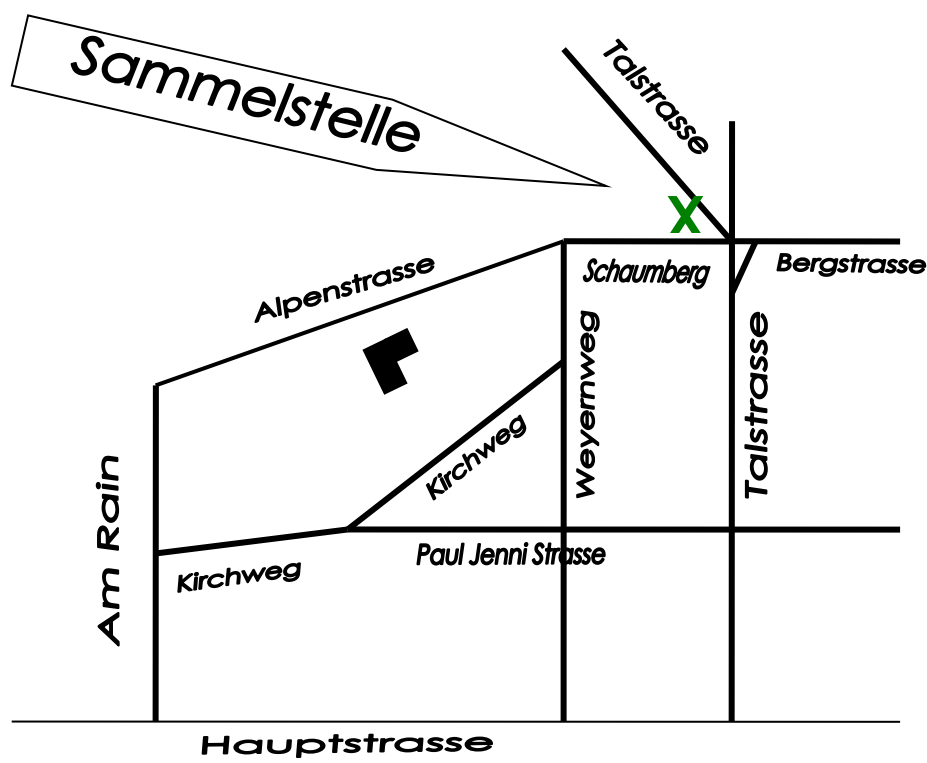 Sammelstelle
Talstrasse
X
Alpenstrasse
Schaumberg
Bergstrasse
Weyernweg
Talstrasse
Kirchweg
Am Rain
Paul Jenni Strasse
Kirchweg
Hauptstrasse